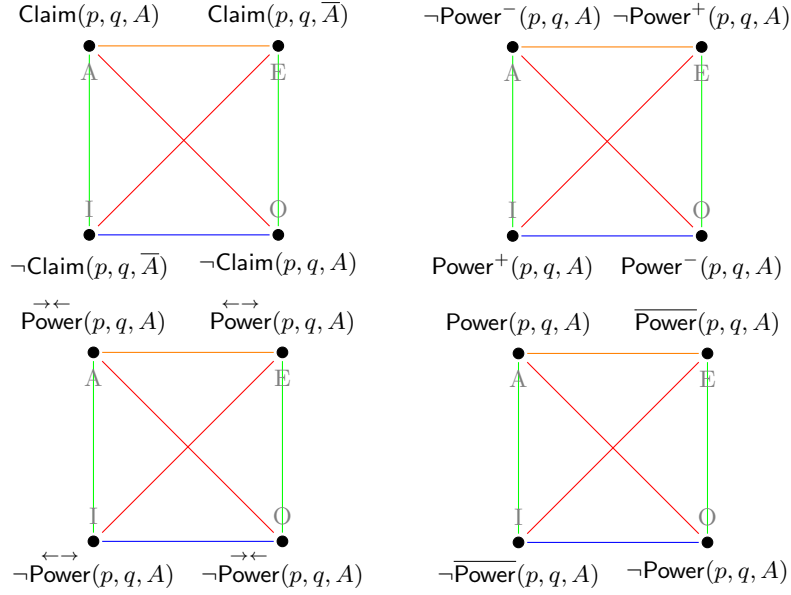 Claim(p, q, A) Claim(p, q, A̅) ¬Power⁻(p, q, A) ¬Power⁺(p, q, A)
A E A E
I O I O
¬Claim(p, q, A̅) ¬Claim(p, q, A) Power⁺(p, q, A) Power⁻(p, q, A)
→← ←→
Power(p, q, A) Power(p, q, A) Power(p, q, A) P̅o̅w̅e̅r̅(p, q, A)
A E A E
I O I O
←→ →←
¬Power(p, q, A) ¬Power(p, q, A) ¬P̅o̅w̅e̅r̅(p, q, A) ¬Power(p, q, A)